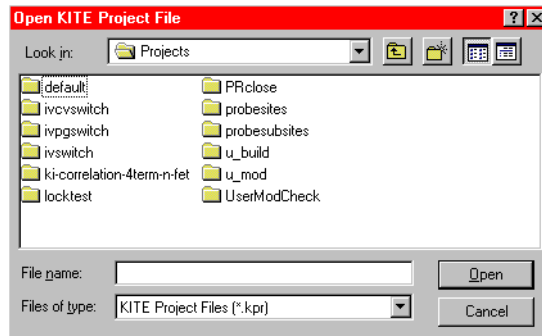 Open KITE Project File
Look in: Projects
default
ivcvswitch
ivpgswitch
ivswitch
ki-correlation-4term-n-fet
locktest
PRclose
probesites
probesubsites
u_build
u_mod
UserModCheck
File name:
Open
Files of type: KITE Project Files (*.kpr)
Cancel